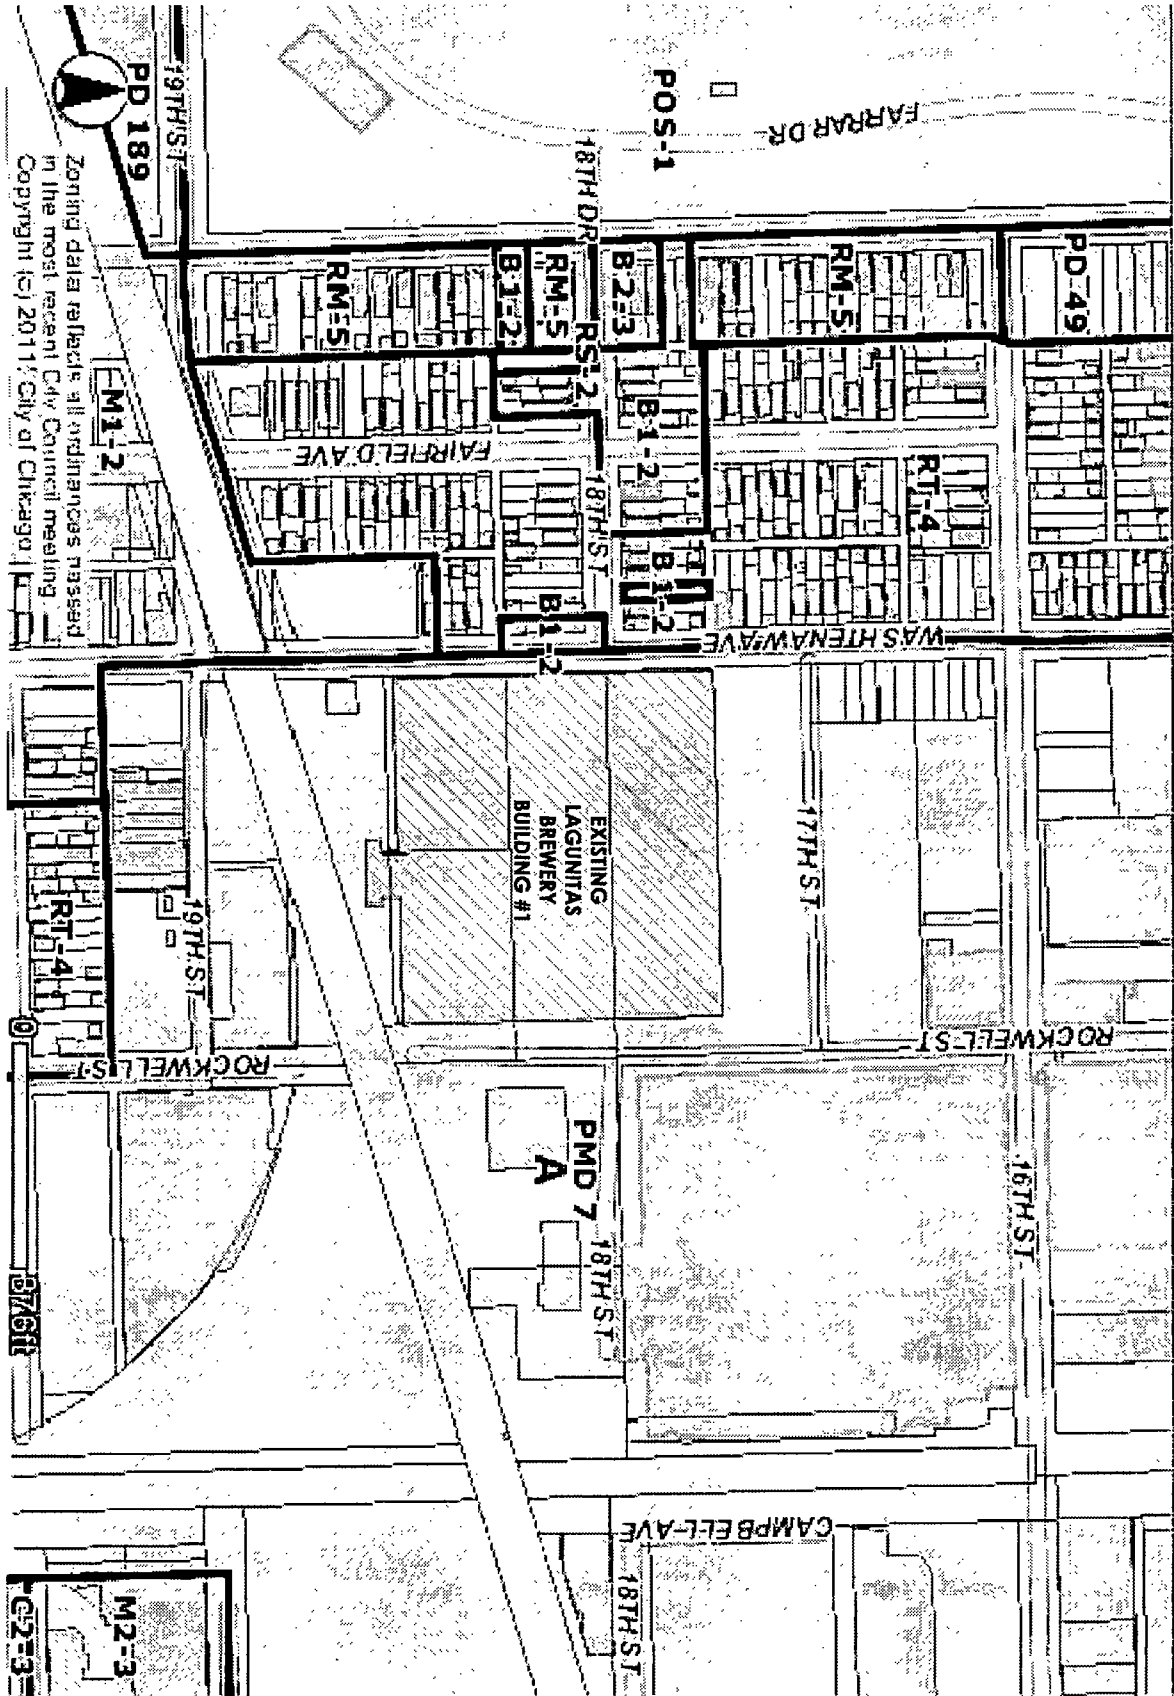 FARRAR DR
POS-1
18TH DR
19TH ST
PD 189
PD 49
RM-5
B2-3
RM-5
B1-2
RM-5
RS-2
B1-2
RT-4
FAIRFIELD AVE
18TH ST
B1-2
B1-2
M1-2
WASHTENAW AVE
EXISTING
LAGUNITAS
BREWERY
BUILDING #1
17TH ST
19TH ST
RT-4
ROCKWELL ST
ROCKWELL ST
16TH ST
PMD 7
A
18TH ST
CAMPBELL AVE
18TH ST
M2-3
C2-3
0
Zoning data reflects all ordinances passed
in the most recent City Council meeting.
Copyright (c) 2011, City of Chicago